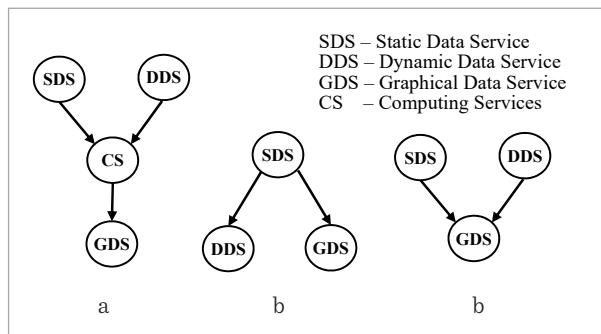 SDS – Static Data Service
DDS – Dynamic Data Service
GDS – Graphical Data Service
CS – Computing Services
SDS
DDS
CS
GDS
a
SDS
DDS
GDS
b
SDS
DDS
GDS
b